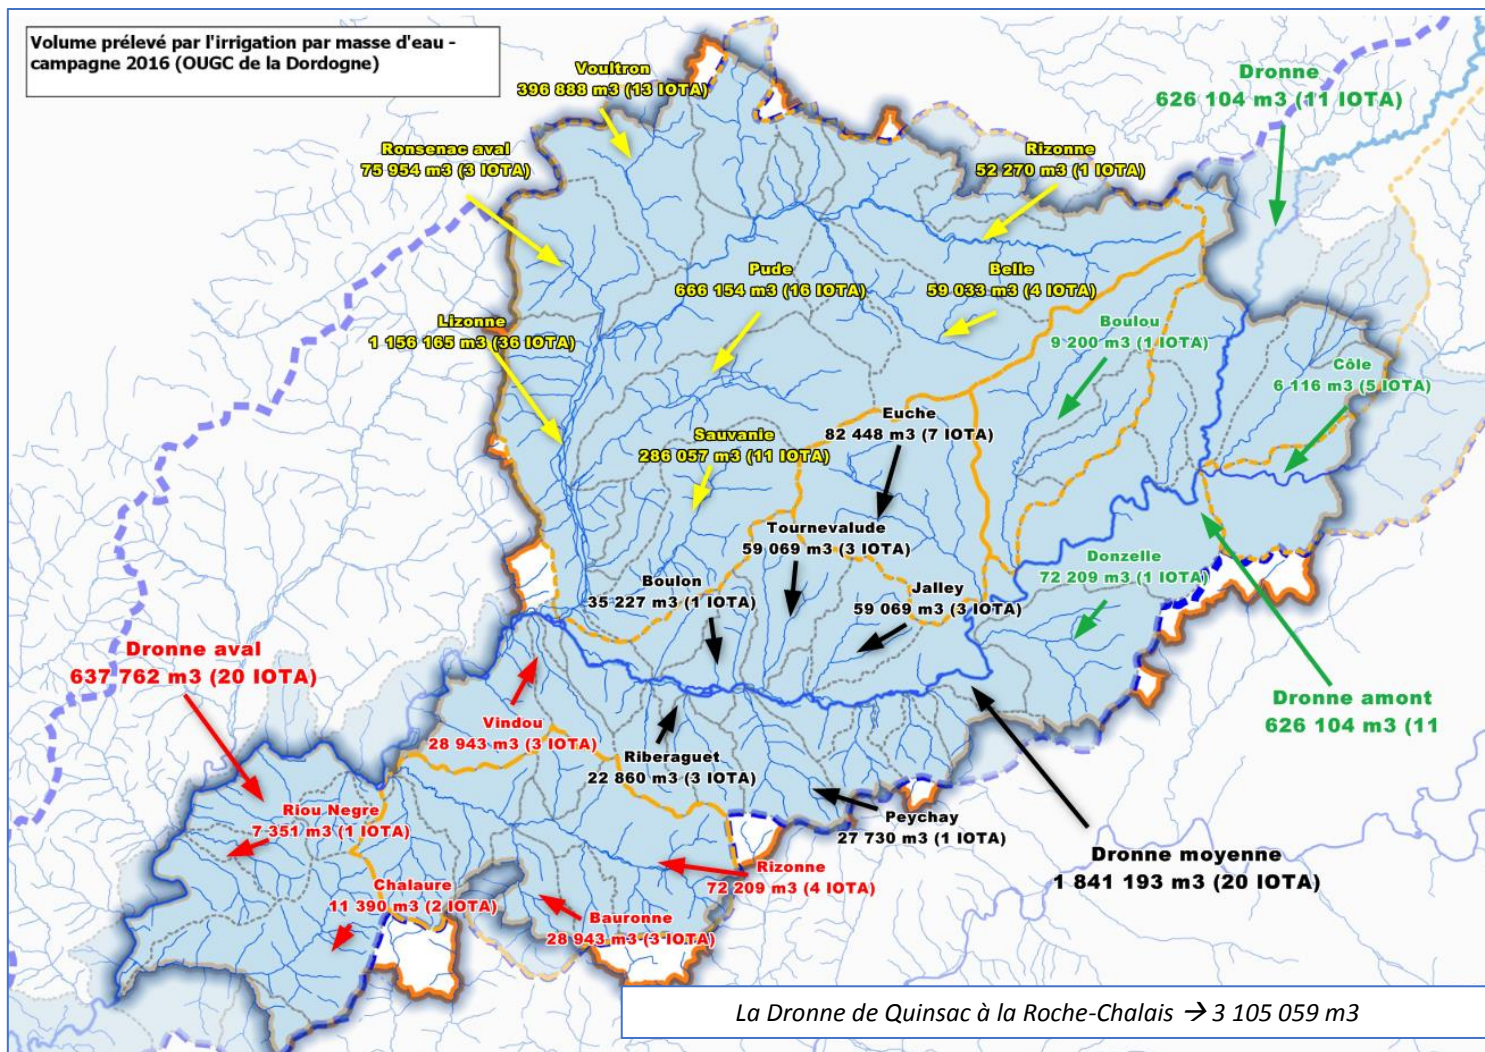 Volume prélevé par l'irrigation par masse d'eau -
campagne 2016 (OUGC de la Dordogne)
Voultron
396 888 m3 (13 IOTA)
Dronne
626 104 m3 (11 IOTA)
Ronsenac aval
75 954 m3 (3 IOTA)
Rizonne
52 270 m3 (1 IOTA)
Pude
666 154 m3 (16 IOTA)
Belle
59 033 m3 (4 IOTA)
Lizonne
1 156 165 m3 (36 IOTA)
Boulou
9 200 m3 (1 IOTA)
Côle
6 116 m3 (5 IOTA)
Euche
82 448 m3 (7 IOTA)
Sauvanie
286 057 m3 (11 IOTA)
Tournevalude
59 069 m3 (3 IOTA)
Donzelle
72 209 m3 (1 IOTA)
Boulon
35 227 m3 (1 IOTA)
Jalley
59 069 m3 (3 IOTA)
Dronne aval
637 762 m3 (20 IOTA)
Dronne amont
626 104 m3 (11
Vindou
28 943 m3 (3 IOTA)
Riberaguet
22 860 m3 (3 IOTA)
Riou Negre
7 351 m3 (1 IOTA)
Peychay
27 730 m3 (1 IOTA)
Dronne moyenne
1 841 193 m3 (20 IOTA)
Rizonne
72 209 m3 (4 IOTA)
Chalaure
11 390 m3 (2 IOTA)
Bauronne
28 943 m3 (3 IOTA)
La Dronne de Quinsac à la Roche-Chalais → 3 105 059 m3